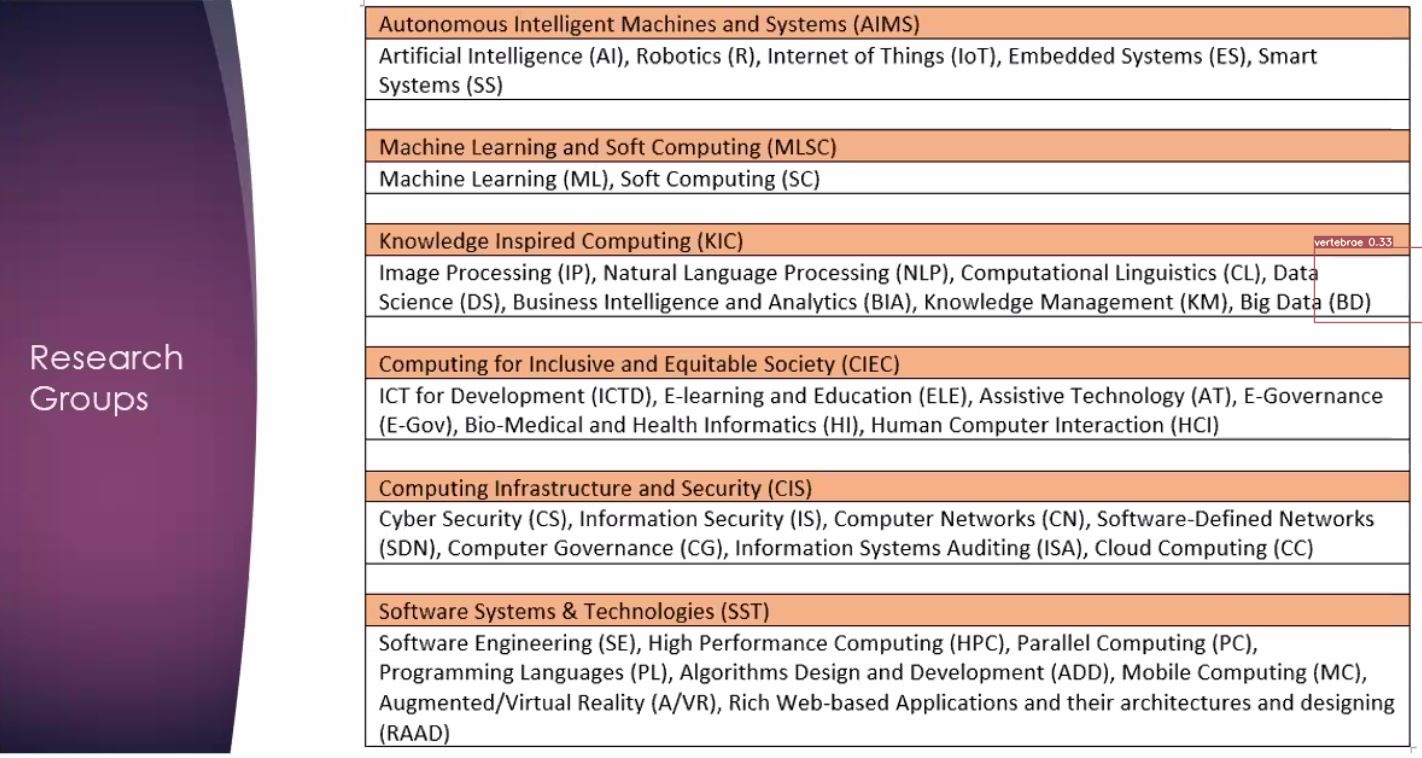 Research
Groups
Autonomous Intelligent Machines and Systems (AIMS)
Artificial Intelligence (AI), Robotics (R), Internet of Things (IoT), Embedded Systems (ES), Smart
Systems (SS)
Machine Learning and Soft Computing (MLSC)
Machine Learning (ML), Soft Computing (SC)
Knowledge Inspired Computing (KIC)
vertebrae 0.33
Image Processing (IP), Natural Language Processing (NLP), Computational Linguistics (CL), Data
Science (DS), Business Intelligence and Analytics (BIA), Knowledge Management (KM), Big Data (BD)
Computing for Inclusive and Equitable Society (CIEC)
ICT for Development (ICTD), E-learning and Education (ELE), Assistive Technology (AT), E-Governance
(E-Gov), Bio-Medical and Health Informatics (HI), Human Computer Interaction (HCI)
Computing Infrastructure and Security (CIS)
Cyber Security (CS), Information Security (IS), Computer Networks (CN), Software-Defined Networks
(SDN), Computer Governance (CG), Information Systems Auditing (ISA), Cloud Computing (CC)
Software Systems & Technologies (SST)
Software Engineering (SE), High Performance Computing (HPC), Parallel Computing (PC),
Programming Languages (PL), Algorithms Design and Development (ADD), Mobile Computing (MC),
Augmented/Virtual Reality (A/VR), Rich Web-based Applications and their architectures and designing
(RAAD)